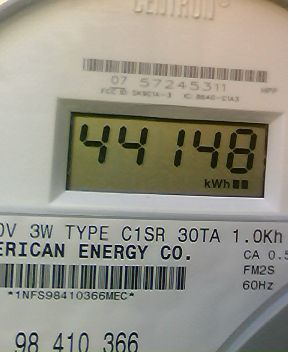 CENTRON
07 57245311
44148
kWh
0V 3W TYPE C1SR 30TA 1.0Kh
ERICAN ENERGY CO.
CA 0.5
FM2S
*1NFS98410366MEC*
60Hz
98 410 366